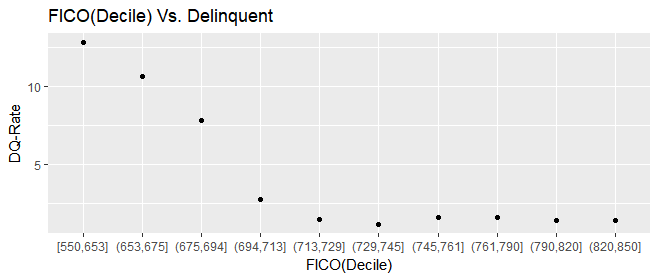 FICO(Decile) Vs. Delinquent
DQ-Rate
10
5
[550,653] (653,675] (675,694] (694,713] (713,729] (729,745] (745,761] (761,790] (790,820] (820,850]
FICO(Decile)